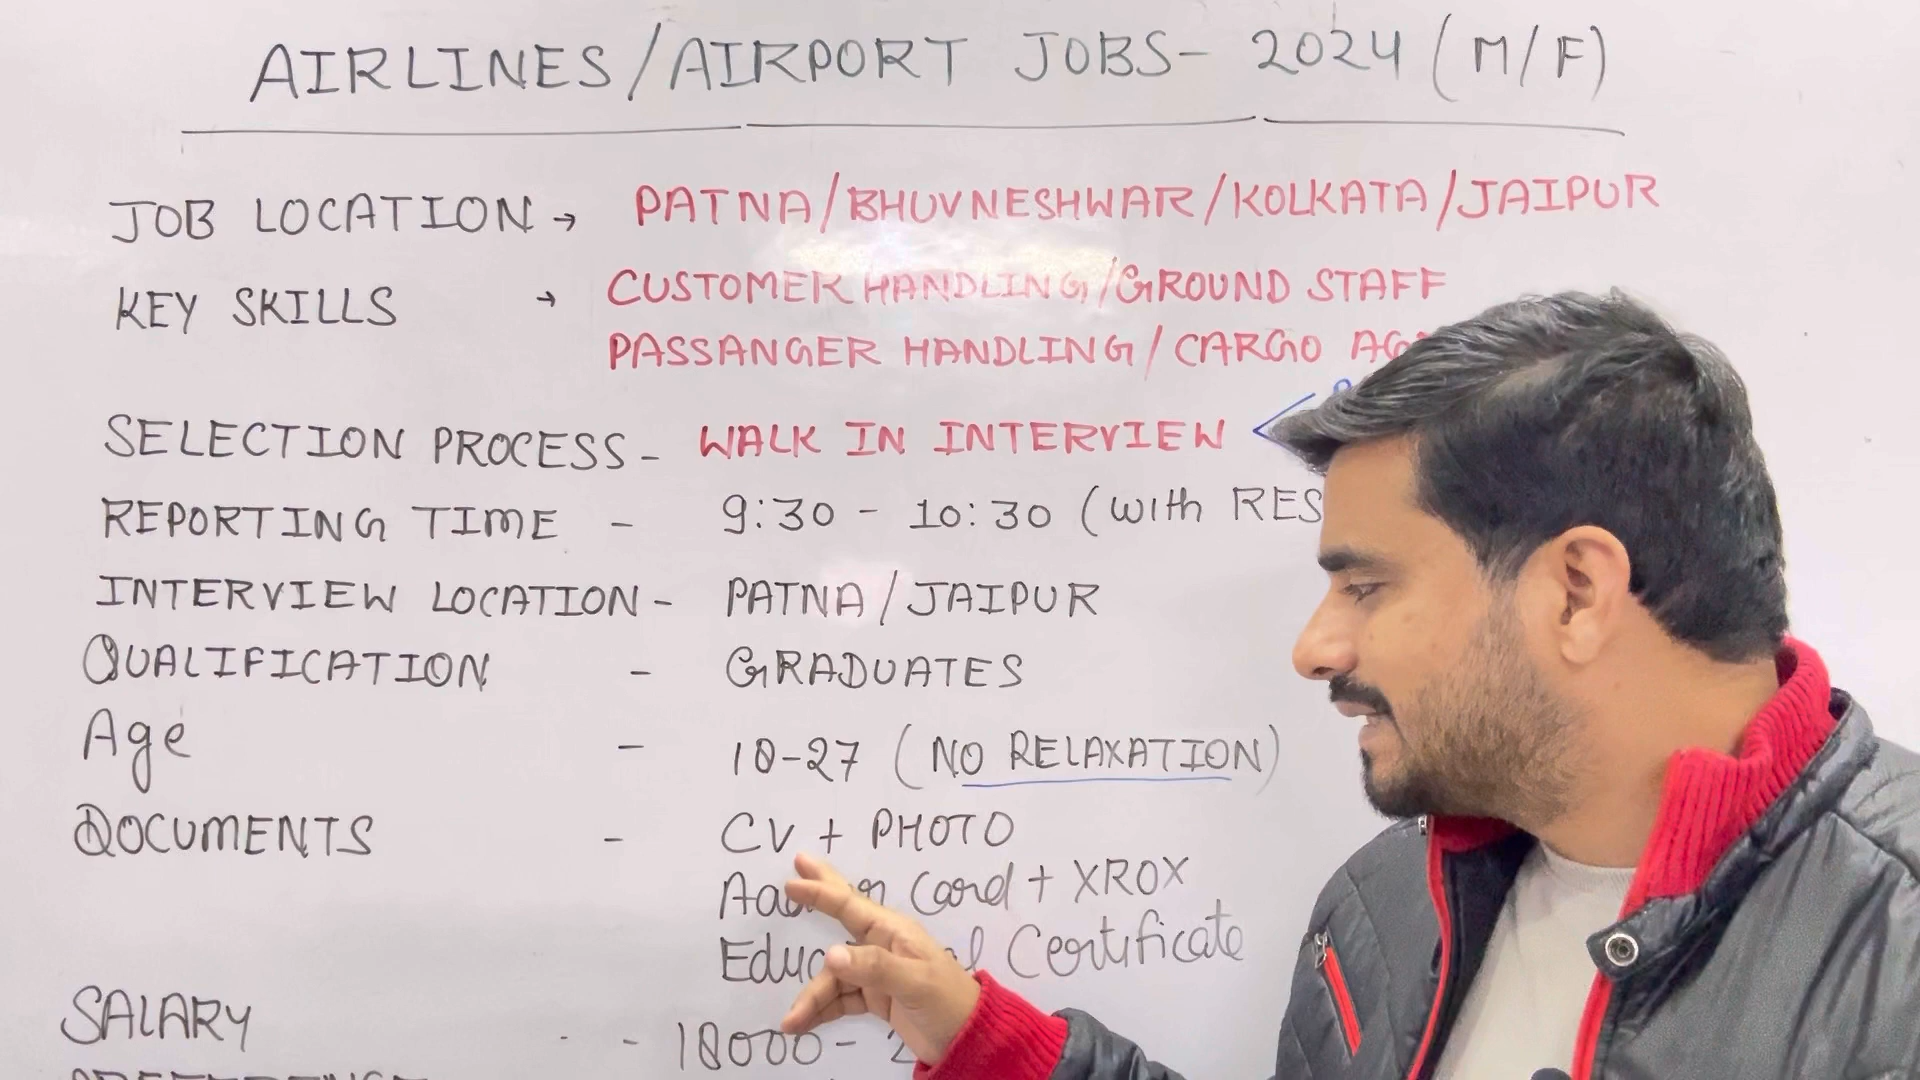 AIRLINES/AIRPORT JOBS- 2024 (M/F)
JOB LOCATION → PATNA/BHUVNESHWAR/KOLKATA/JAIPUR
KEY SKILLS → CUSTOMER HANDLING/GROUND STAFF
PASSANGER HANDLING/CARGO
SELECTION PROCESS - WALK IN INTERVIEW
REPORTING TIME - 9:30 - 10:30 (with
INTERVIEW LOCATION - PATNA/JAIPUR
QUALIFICATION - GRADUATES
Age - 18-27 (NO RELAXATION)
DOCUMENTS - CV + PHOTO
Card + XROX
Certificate
SALARY - 18000 -